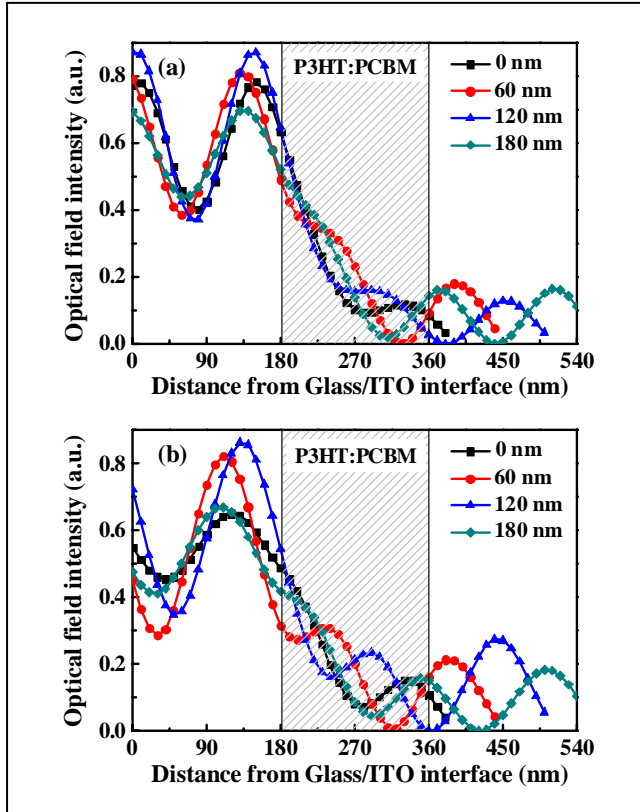 (a)
P3HT:PCBM
0 nm
60 nm
120 nm
180 nm
Optical field intensity (a.u.)
0.8
0.6
0.4
0.2
0.0
0 90 180 270 360 450 540
Distance from Glass/ITO interface (nm)
(b)
P3HT:PCBM
0 nm
60 nm
120 nm
180 nm
Optical field intensity (a.u.)
0.8
0.6
0.4
0.2
0.0
0 90 180 270 360 450 540
Distance from Glass/ITO interface (nm)